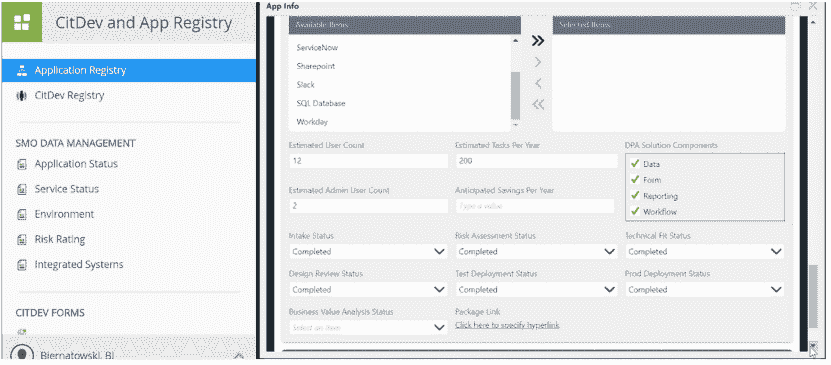 CitDev and App Registry
Application Registry
CitDev Registry
SMO DATA MANAGEMENT
Application Status
Service Status
Environment
Risk Rating
Integrated Systems
CITDEV FORMS
Biernatowski, BJ
App Info
Available Items
Selected Items
ServiceNow
Sharepoint
Slack
SQL Database
Workday
Estimated User Count
Estimated Tasks Per Year
DPA Solution Components
12
200
Data
Form
Reporting
Workflow
Estimated Admin User Count
Anticipated Savings Per Year
2
Type a value
Intake Status
Risk Assessment Status
Technical Fit Status
Completed
Completed
Completed
Design Review Status
Test Deployment Status
Prod Deployment Status
Completed
Completed
Completed
Business Value Analysis Status
Package Link
Select an item
Click here to specify hyperlink